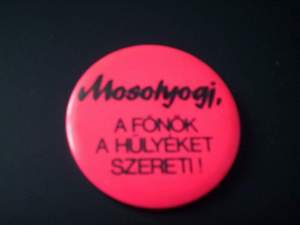 Mosolyogj,
A FŐNÖK
A HÜLYÉKET
SZERETI!